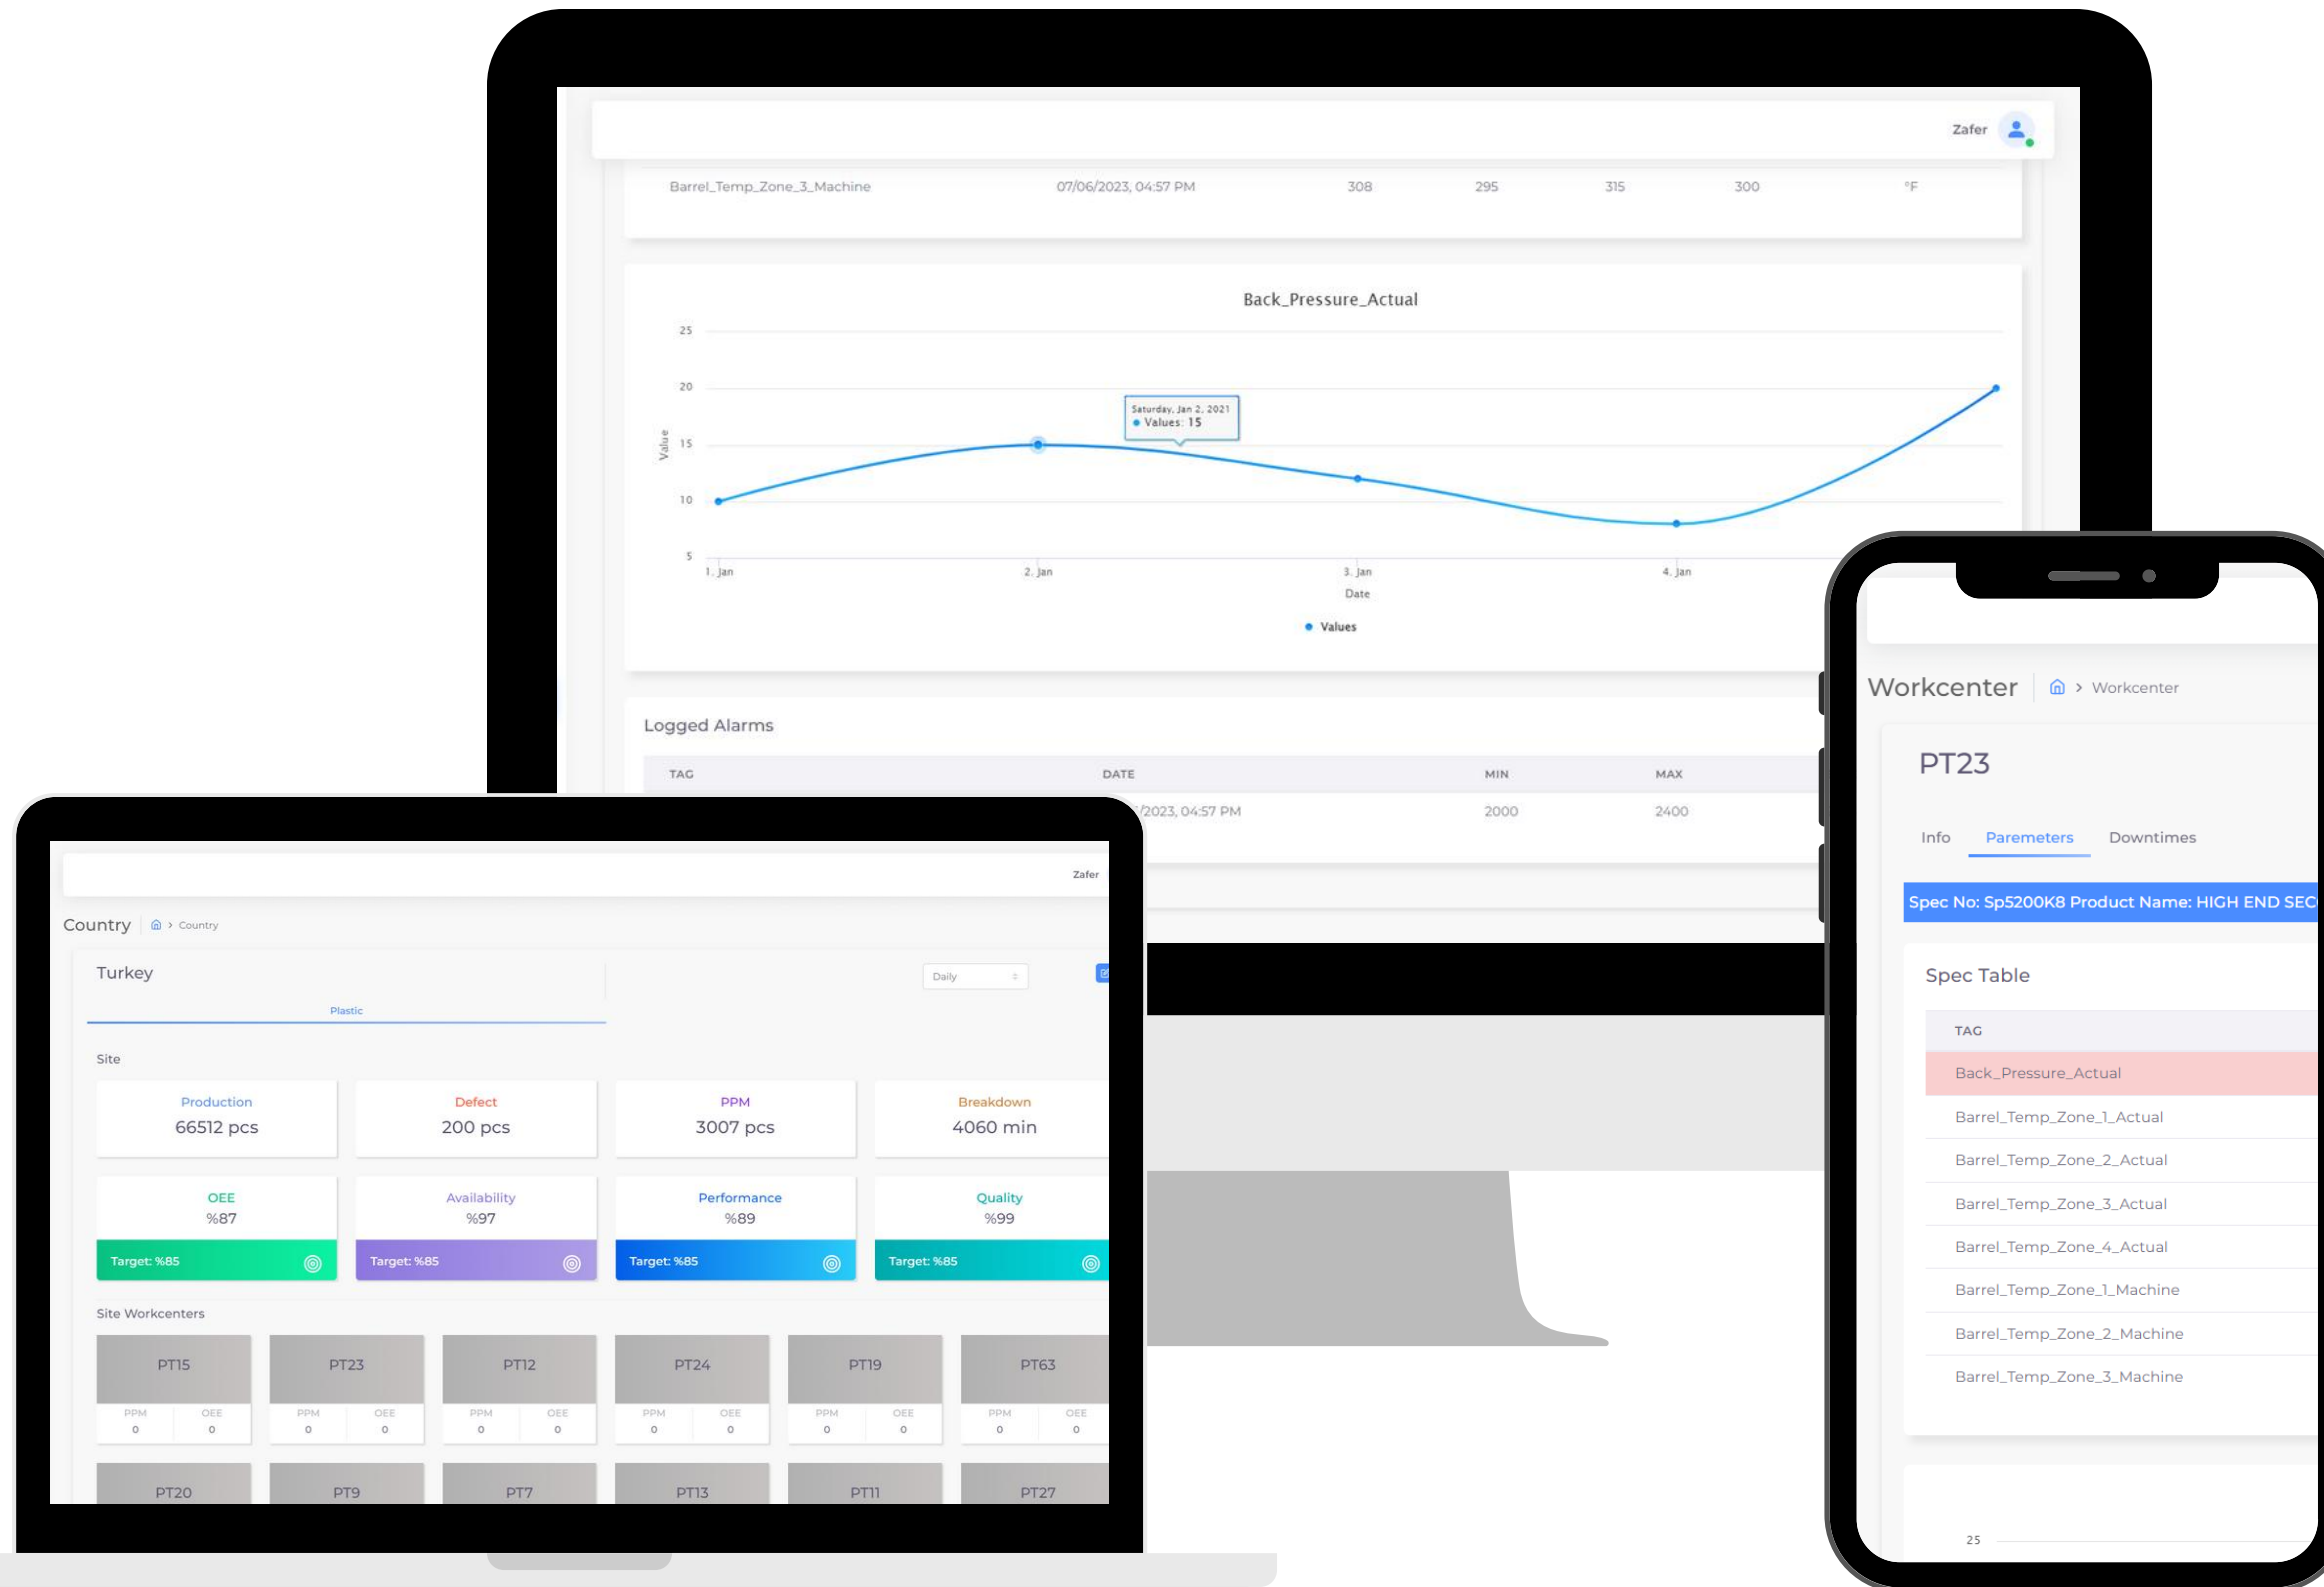 Zafer
Barrel_Temp_Zone_3_Machine 07/06/2023, 04:57 PM 308 295 315 300 °F
Back_Pressure_Actual
25
20
Saturday, Jan 2, 2021
Values: 15
Value
15
10
5
1. Jan 2. Jan 3. Jan 4. Jan
Date
Values
Logged Alarms
TAG DATE MIN MAX
/2023, 04:57 PM 2000 2400
Zafer
Country > Country
Turkey Daily
Plastic
Site
Production Defect PPM Breakdown
66512 pcs 200 pcs 3007 pcs 4060 min
OEE Availability Performance Quality
%87 %97 %89 %99
Target: %85 Target: %85 Target: %85 Target: %85
Site Workcenters
PT15 PT23 PT12 PT24 PT19 PT63
PPM OEE PPM OEE PPM OEE PPM OEE PPM OEE PPM OEE
0 0 0 0 0 0 0 0 0 0 0 0
PT20 PT9 PT7 PT13 PT11 PT27
Workcenter > Workcenter
PT23
Info Paremeters Downtimes
Spec No: Sp5200K8 Product Name: HIGH END SEC
Spec Table
TAG
Back_Pressure_Actual
Barrel_Temp_Zone_1_Actual
Barrel_Temp_Zone_2_Actual
Barrel_Temp_Zone_3_Actual
Barrel_Temp_Zone_4_Actual
Barrel_Temp_Zone_1_Machine
Barrel_Temp_Zone_2_Machine
Barrel_Temp_Zone_3_Machine
25